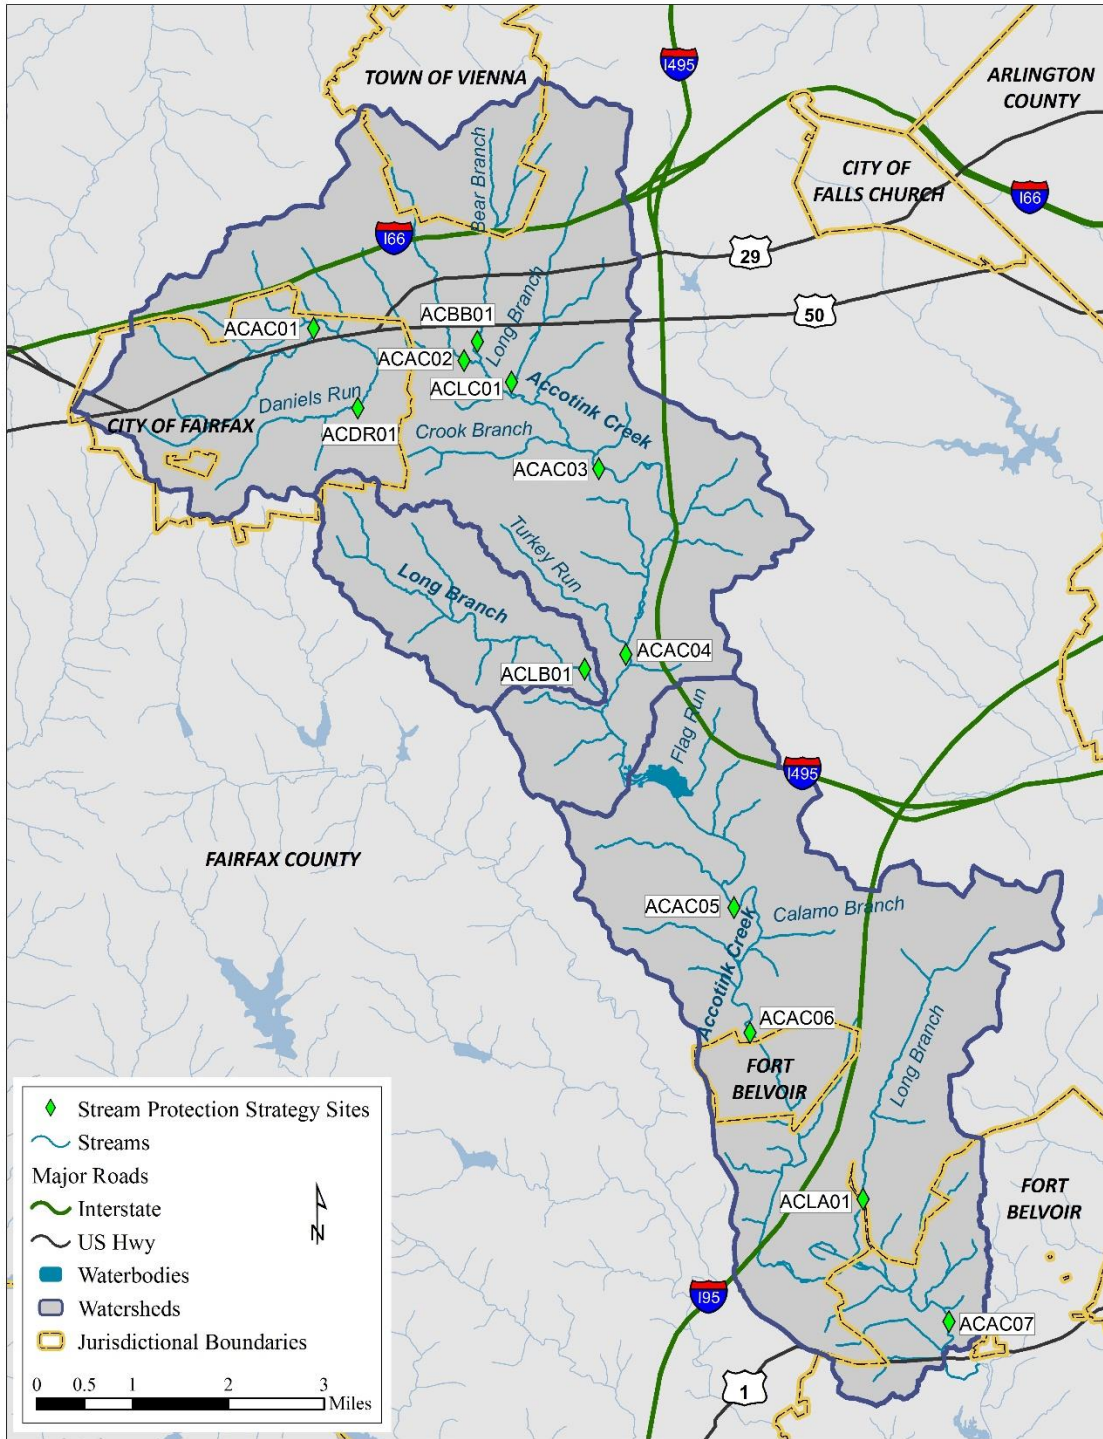 I495
TOWN OF VIENNA
ARLINGTON
COUNTY
Bear Branch
CITY OF
FALLS CHURCH
I66
I66
29
50
ACBB01
ACAC01
Long Branch
ACAC02
ACLC01
Accotink Creek
Daniels Run
CITY OF FAIRFAX
ACDR01
Crook Branch
ACAC03
Turkey Run
Long Branch
ACAC04
ACLB01
Flag Run
I495
FAIRFAX COUNTY
ACAC05
Calamo Branch
Accotink Creek
ACAC06
FORT
BELVOIR
Long Branch
ACLA01
FORT
BELVOIR
I95
ACAC07
1
Stream Protection Strategy Sites
Streams
Major Roads
Interstate
US Hwy
Waterbodies
Watersheds
Jurisdictional Boundaries
N
0 0.5 1 2 3
Miles